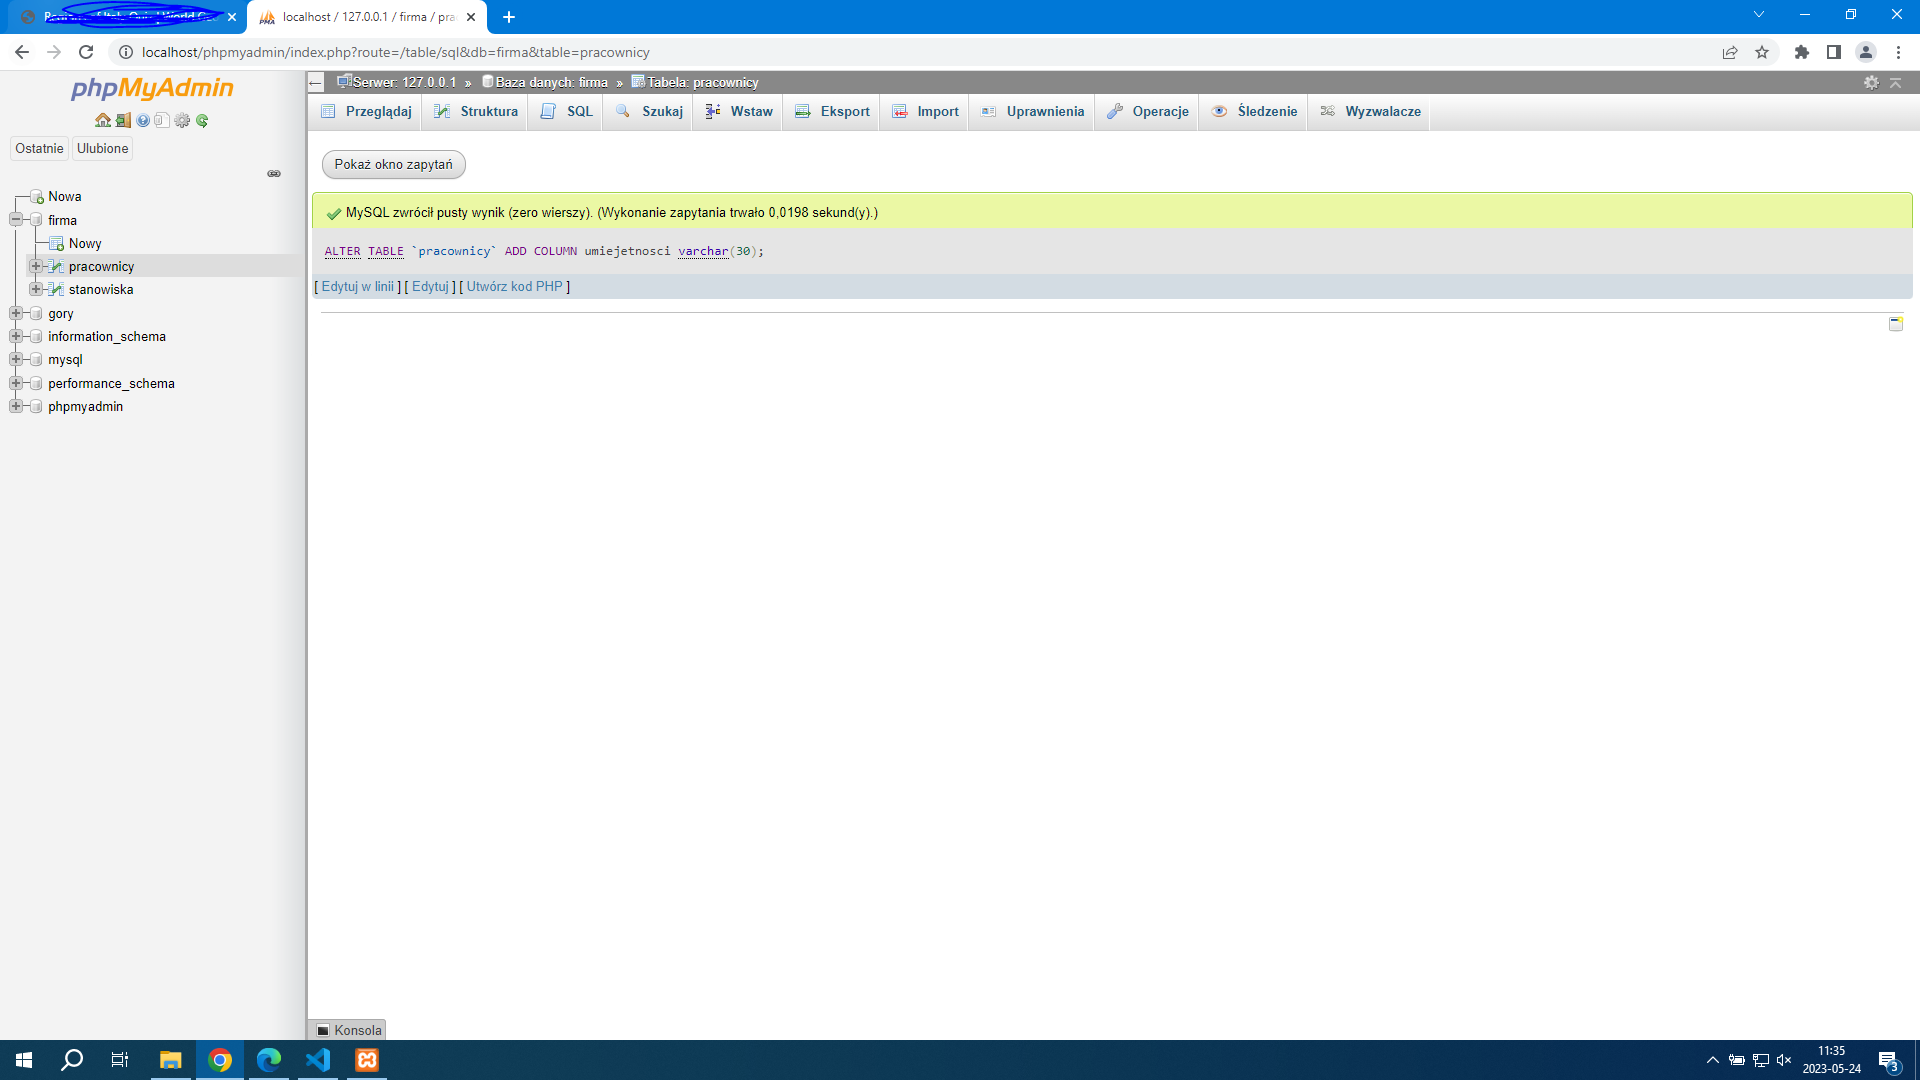 localhost / 127.0.0.1 / firma / pra
localhost/phpmyadmin/index.php?route=/table/sql&db=firma&table=pracownicy
phpMyAdmin
Ostatnie Ulubione
Nowa
firma
Nowy
pracownicy
stanowiska
gory
information_schema
mysql
performance_schema
phpmyadmin
Serwer: 127.0.0.1 » Baza danych: firma » Tabela: pracownicy
Przeglądaj Struktura SQL Szukaj Wstaw Eksport Import Uprawnienia Operacje Śledzenie Wyzwalacze
Pokaż okno zapytań
MySQL zwrócił pusty wynik (zero wierszy). (Wykonanie zapytania trwało 0,0198 sekund(y).)
ALTER TABLE `pracownicy` ADD COLUMN umiejetnosci varchar(30);
[ Edytuj w linii ] [ Edytuj ] [ Utwórz kod PHP ]
Konsola
11:35
2023-05-24
3